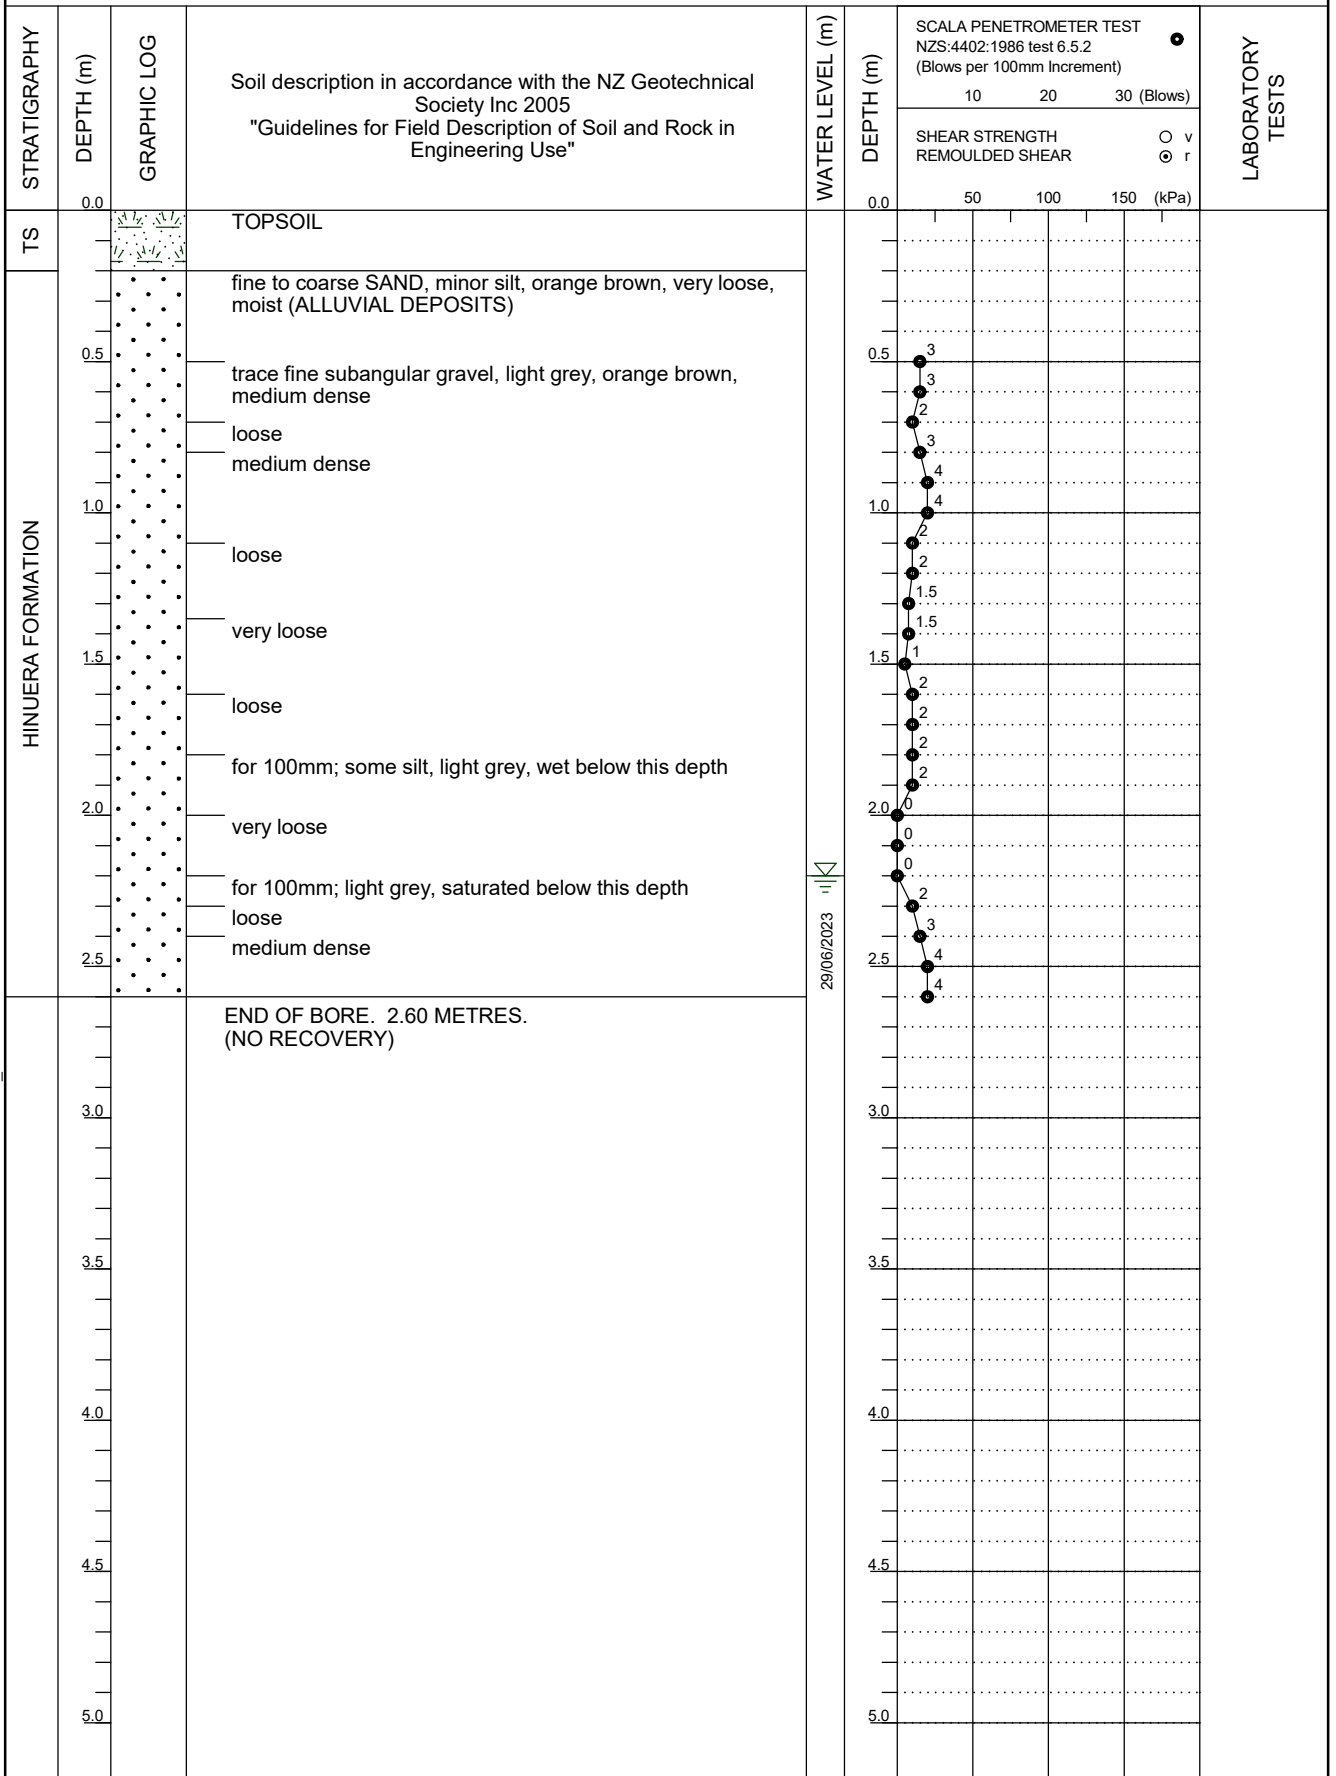 STRATIGRAPHY
DEPTH (m)
GRAPHIC LOG
Soil description in accordance with the NZ Geotechnical
Society Inc 2005
"Guidelines for Field Description of Soil and Rock in
Engineering Use"
WATER LEVEL (m)
DEPTH (m)
SCALA PENETROMETER TEST
NZS:4402:1986 test 6.5.2
(Blows per 100mm Increment)
10 20 30 (Blows)
SHEAR STRENGTH v
REMOULDED SHEAR r
50 100 150 (kPa)
LABORATORY
TESTS
0.0 0.0
TS
TOPSOIL
HINUERA FORMATION
fine to coarse SAND, minor silt, orange brown, very loose,
moist (ALLUVIAL DEPOSITS)
0.5 0.5 3
trace fine subangular gravel, light grey, orange brown,
medium dense
3
2
loose
3
medium dense
4
1.0 1.0 4
2
loose
2
1.5
very loose
1.5
1.5 1.5 1
2
loose
2
2
for 100mm; some silt, light grey, wet below this depth
2
2.0 2.0 0
very loose
0
0
for 100mm; light grey, saturated below this depth
2
loose
3
medium dense
29/06/2023
2.5 2.5 4
4
END OF BORE. 2.60 METRES.
(NO RECOVERY)
3.0 3.0
3.5 3.5
4.0 4.0
4.5 4.5
5.0 5.0